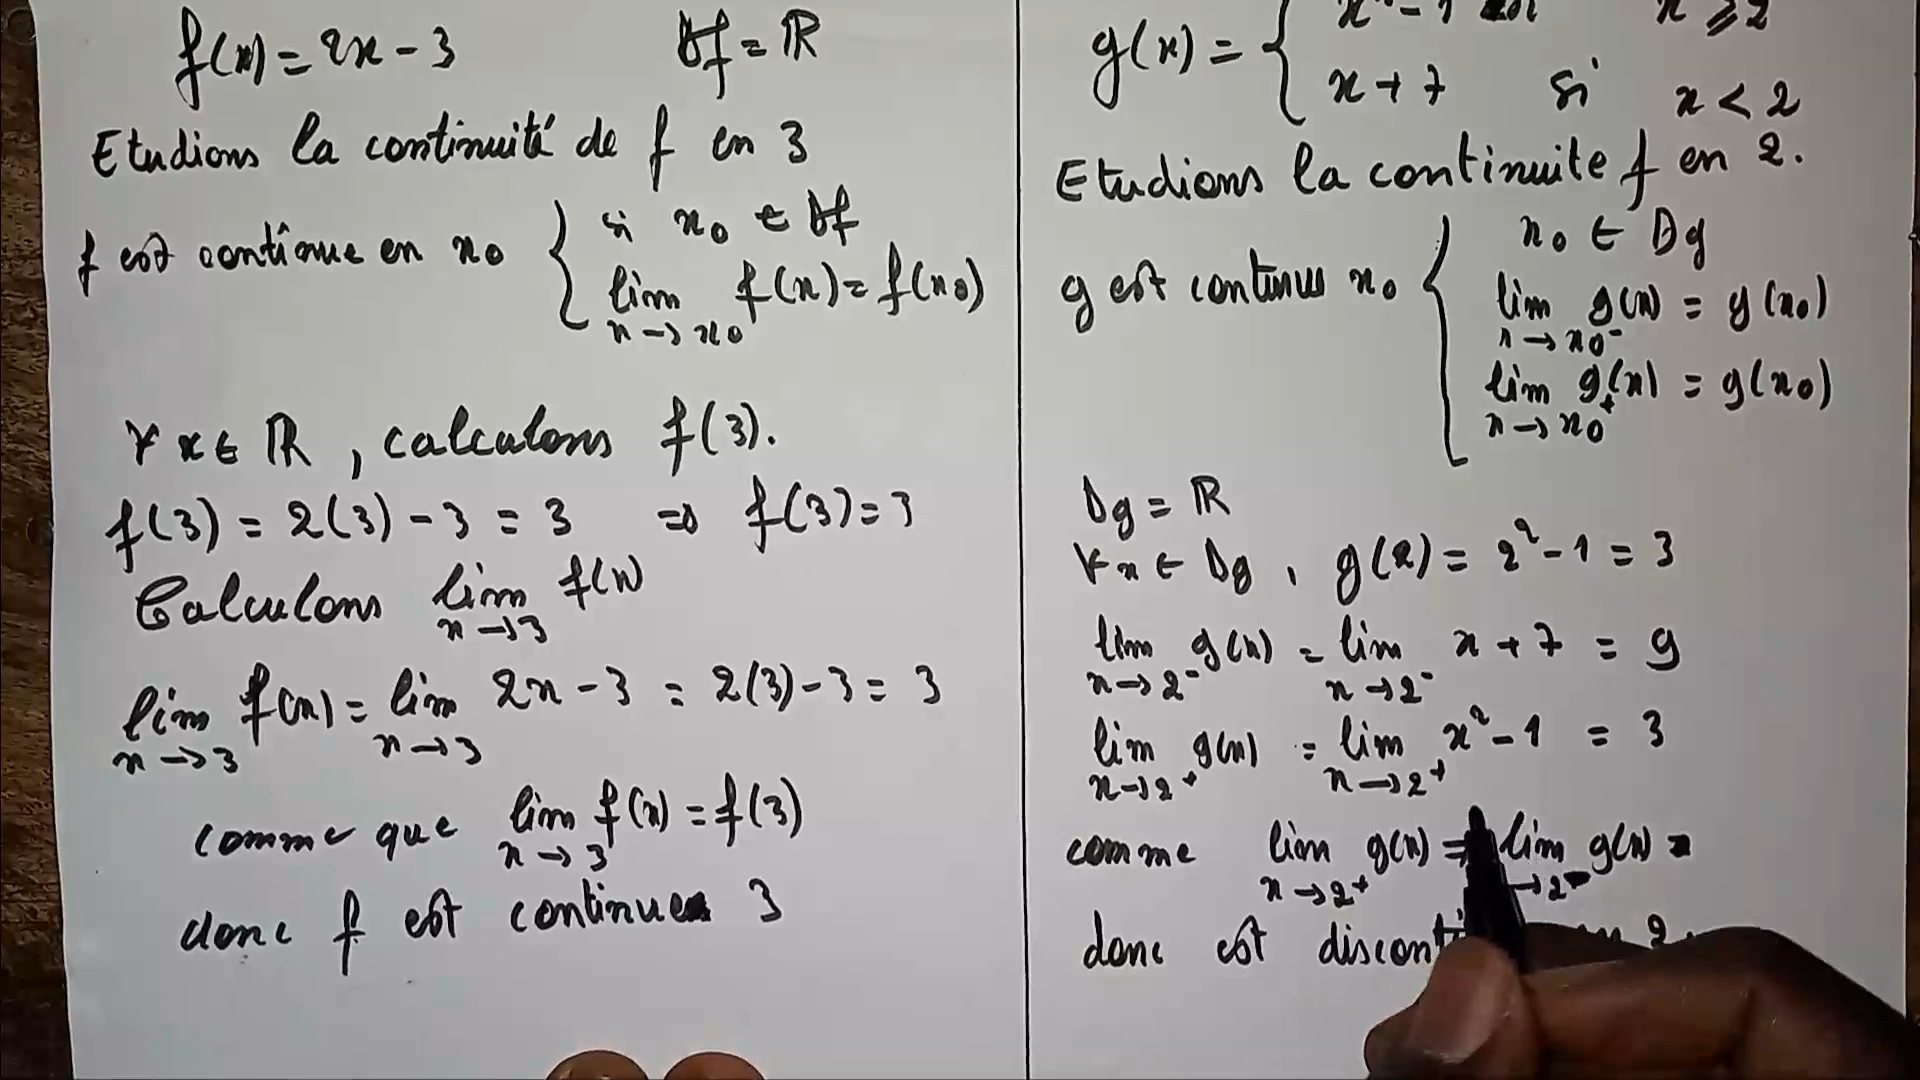 f(x) = 2x - 3 Df = ℝ
Etudions la continuité de f en 3
f est continue en x₀ { si x₀ ∈ Df
lim f(x) = f(x₀)
x → x₀
∀ x ∈ ℝ, calculons f(3).
f(3) = 2(3) - 3 = 3 ⇒ f(3) = 3
Calculons lim f(x)
x → 3
lim f(x) = lim 2x - 3 = 2(3) - 3 = 3
x → 3 x → 3
comme que lim f(x) = f(3)
x → 3
donc f est continue 3
g(x) = { x² - 1 x ≥ 2
x + 7 si x < 2
Etudions la continuite f en 2.
g est continue x₀ { x₀ ∈ Dg
lim g(x) = g(x₀)
x → x₀⁻
lim g(x) = g(x₀)
x → x₀⁺
Dg = ℝ
∀ x ∈ Dg, g(2) = 2² - 1 = 3
lim g(x) = lim x + 7 = 9
x → 2⁻ x → 2⁻
lim g(x) = lim x² - 1 = 3
x → 2⁺ x → 2⁺
comme lim g(x) lim g(x)
x → 2⁺ → 2⁻
donc est